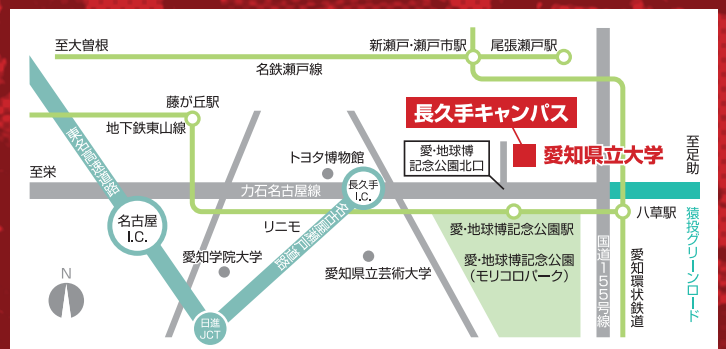 至大曽根
新瀬戸・瀬戸市駅
尾張瀬戸駅
名鉄瀬戸線
藤が丘駅
地下鉄東山線
長久手キャンパス
愛知県立大学
愛・地球博
記念公園北口
至足助
東名高速道路
トヨタ博物館
至栄
力石名古屋線
長久手
I.C.
名古屋
I.C.
リニモ
名古屋瀬戸道路
愛・地球博記念公園駅
八草駅
猿投グリーンロード
愛知学院大学
愛知県立芸術大学
愛・地球博記念公園
（モリコロパーク）
国道155号線
愛知環状鉄道
N
日進
JCT